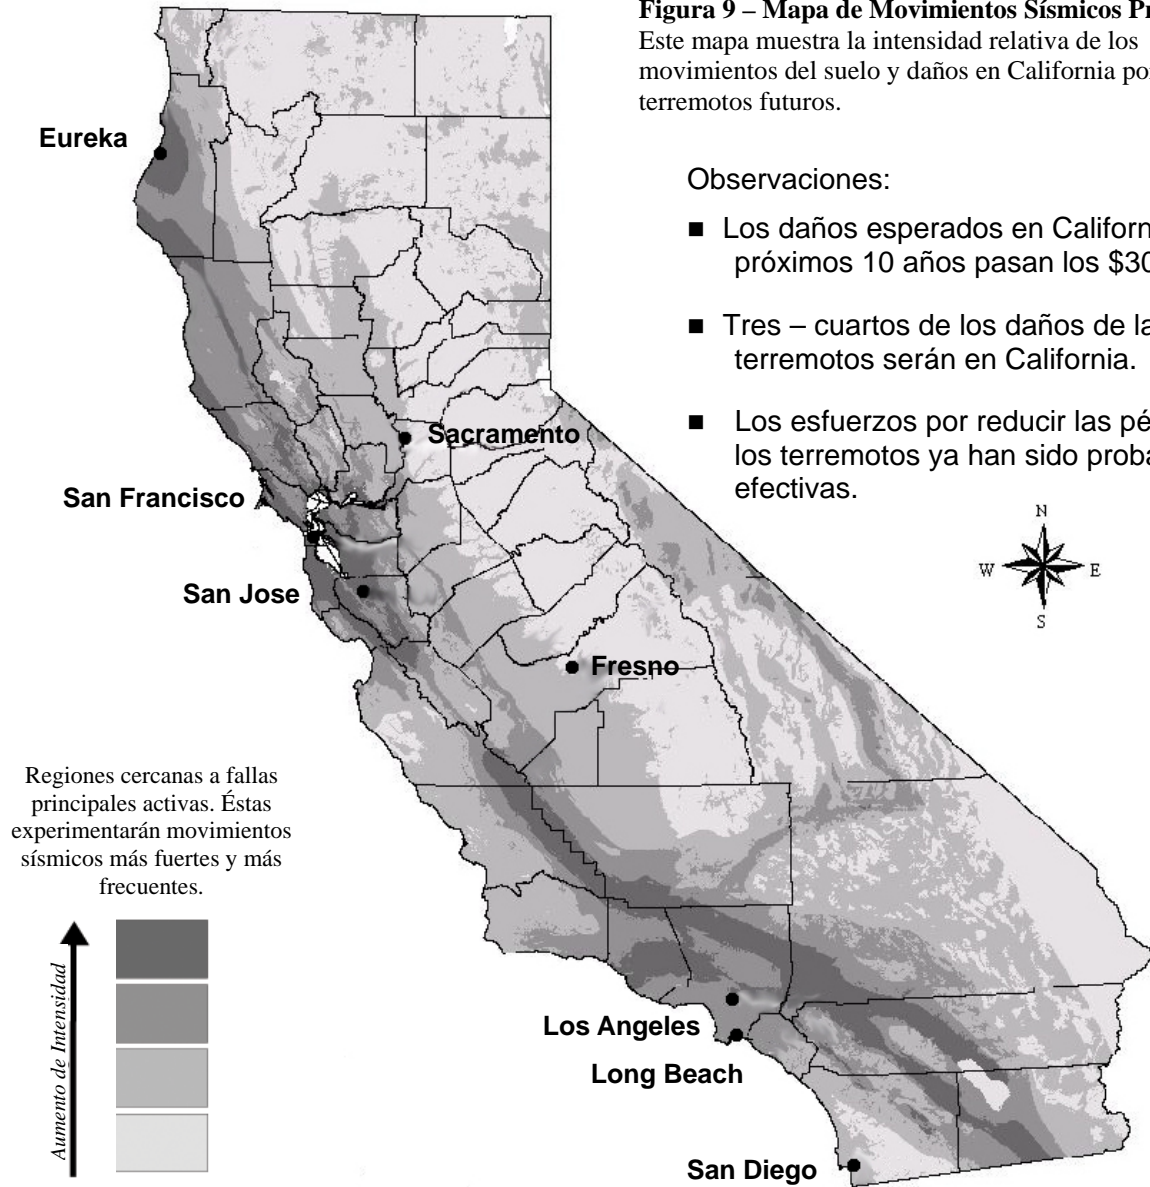 Figura 9 – Mapa de Movimientos Sísmicos
Este mapa muestra la intensidad relativa de los
movimientos del suelo y daños en California
terremotos futuros.
Eureka
Observaciones:
■ Los daños esperados en
próximos 10 años pasan los
■ Tres – cuartos de los daños de
terremotos serán en California.
■ Los esfuerzos por reducir las
los terremotos ya han sido
efectivas.
Sacramento
San Francisco
N
W E
S
San Jose
Fresno
Regiones cercanas a fallas
principales activas. Éstas
experimentarán movimientos
sísmicos más fuertes y más
frecuentes.
Aumento de Intensidad
Los Angeles
Long Beach
San Diego